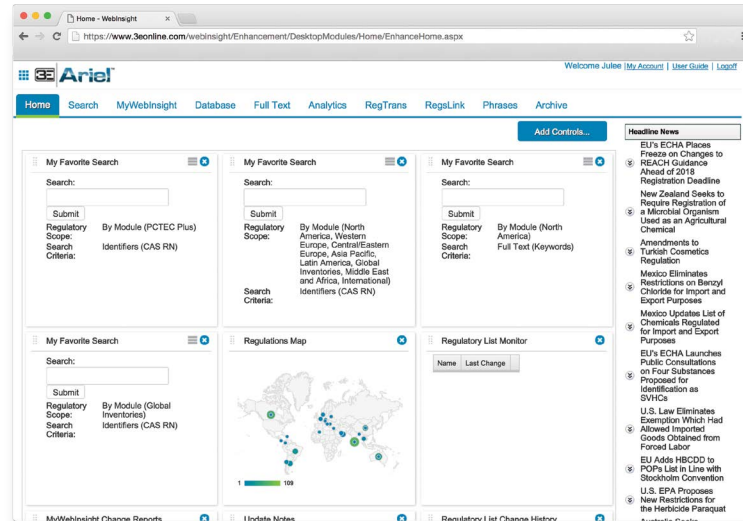 Home - WebInsight
https://www.3eonline.com/webinsight/Enhancement/DesktopModules/Home/EnhanceHome.aspx
Welcome Julee | My Account | User Guide | Logoff
3E Ariel
Home Search MyWebInsight Database Full Text Analytics RegTrans RegsLink Phrases Archive
Add Controls...
My Favorite Search
Search:
Submit
Regulatory Scope: By Module (PCTEC Plus)
Search Criteria: Identifiers (CAS RN)
My Favorite Search
Search:
Submit
Regulatory By Module (North
Scope: America, Western
Europe, Central/Eastern
Europe, Asia Pacific,
Latin America, Global
Inventories, Middle East
and Africa, International)
Search Identifiers (CAS RN)
Criteria:
My Favorite Search
Search:
Submit
Regulatory By Module (North
Scope: America)
Search Full Text (Keywords)
Criteria:
My Favorite Search
Search:
Submit
Regulatory By Module (Global
Scope: Inventories)
Search Identifiers (CAS RN)
Criteria:
Regulations Map
1 109
Regulatory List Monitor
Name Last Change
MyWebInsight Change Reports
Update Notes
Regulatory List Change History
Headline News
EU's ECHA Places
Freeze on Changes to
REACH Guidance
Ahead of 2018
Registration Deadline
New Zealand Seeks to
Require Registration of
a Microbial Organism
Used as an Agricultural
Chemical
Amendments to
Turkish Cosmetics
Regulation
Mexico Eliminates
Restrictions on Benzyl
Chloride for Import and
Export Purposes
Mexico Updates List of
Chemicals Regulated
for Import and Export
Purposes
EU's ECHA Launches
Public Consultations
on Four Substances
Proposed for
Identification as
SVHCs
U.S. Law Eliminates
Exemption Which Had
Allowed Imported
Goods Obtained from
Forced Labor
EU Adds HBCDD to
POPs List in Line with
Stockholm Convention
U.S. EPA Proposes
New Restrictions for
the Herbicide Paraquat
Australia Seeks